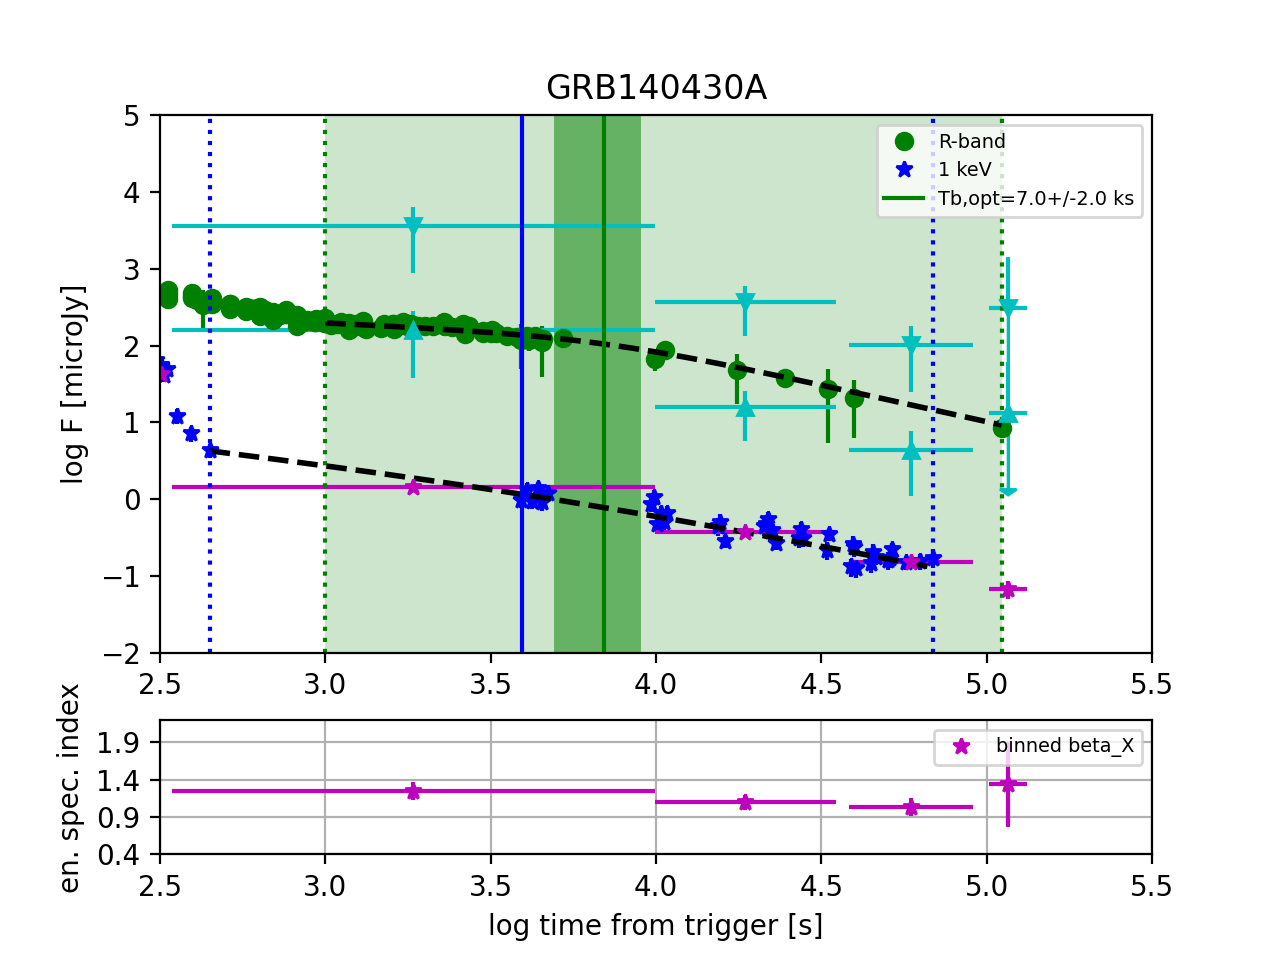 GRB140430A
5
4
3
2
1
0
−1
−2
log F [microJy]
R-band
1 keV
Tb,opt=7.0+/-2.0 ks
2.5 3.0 3.5 4.0 4.5 5.0 5.5
1.9
1.4
0.9
0.4
en. spec. index
binned beta_X
2.5 3.0 3.5 4.0 4.5 5.0 5.5
log time from trigger [s]